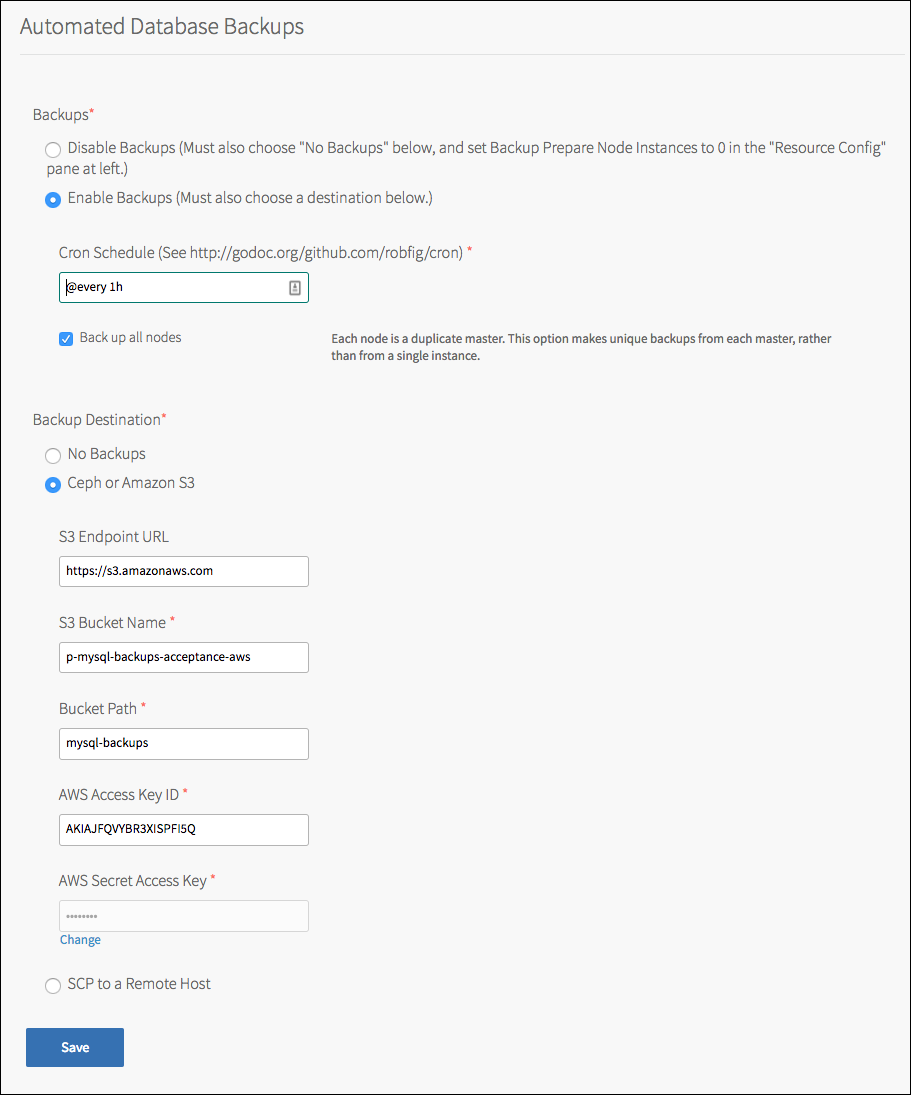 Automated Database Backups
Backups*
Disable Backups (Must also choose "No Backups" below, and set Backup Prepare Node Instances to 0 in the "Resource Config"
pane at left.)
Enable Backups (Must also choose a destination below.)
Cron Schedule (See http://godoc.org/github.com/robfig/cron) *
@every 1h
Back up all nodes
Each node is a duplicate master. This option makes unique backups from each master, rather
than from a single instance.
Backup Destination*
No Backups
Ceph or Amazon S3
S3 Endpoint URL
https://s3.amazonaws.com
S3 Bucket Name *
p-mysql-backups-acceptance-aws
Bucket Path *
mysql-backups
AWS Access Key ID *
AKIAJFQVYBR3XISPFI5Q
AWS Secret Access Key *
••••••••
Change
SCP to a Remote Host
Save